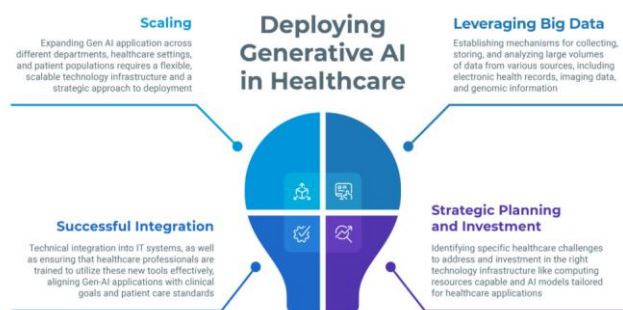 Deploying
Generative AI
in Healthcare
Scaling
Expanding Gen AI application across
different departments, healthcare settings,
and patient populations requires a flexible,
scalable technology infrastructure and a
strategic approach to deployment
Leveraging Big Data
Establishing mechanisms for collecting,
storing, and analyzing large volumes
of data from various sources, including
electronic health records, imaging data,
and genomic information
Successful Integration
Technical integration into IT systems, as well
as ensuring that healthcare professionals are
trained to utilize these new tools effectively,
aligning Gen-AI applications with clinical
goals and patient care standards
Strategic Planning
and Investment
Identifying specific healthcare challenges
to address and investment in the right
technology infrastructure like computing
resources capable and AI models tailored
for healthcare applications